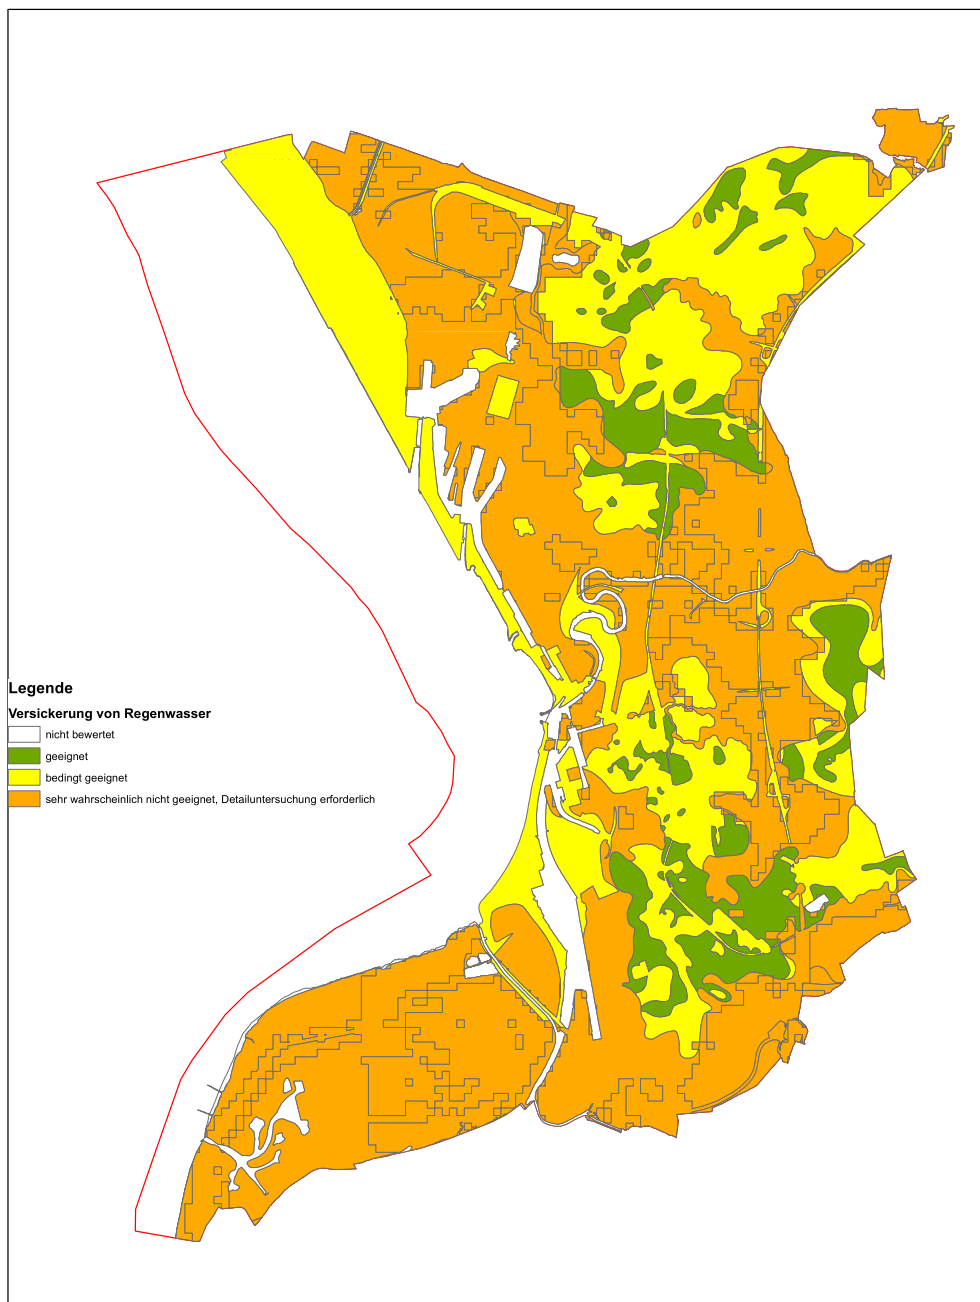 Legende
Versickerung von Regenwasser
nicht bewertet
geeignet
bedingt geeignet
sehr wahrscheinlich nicht geeignet, Detailuntersuchung erforderlich